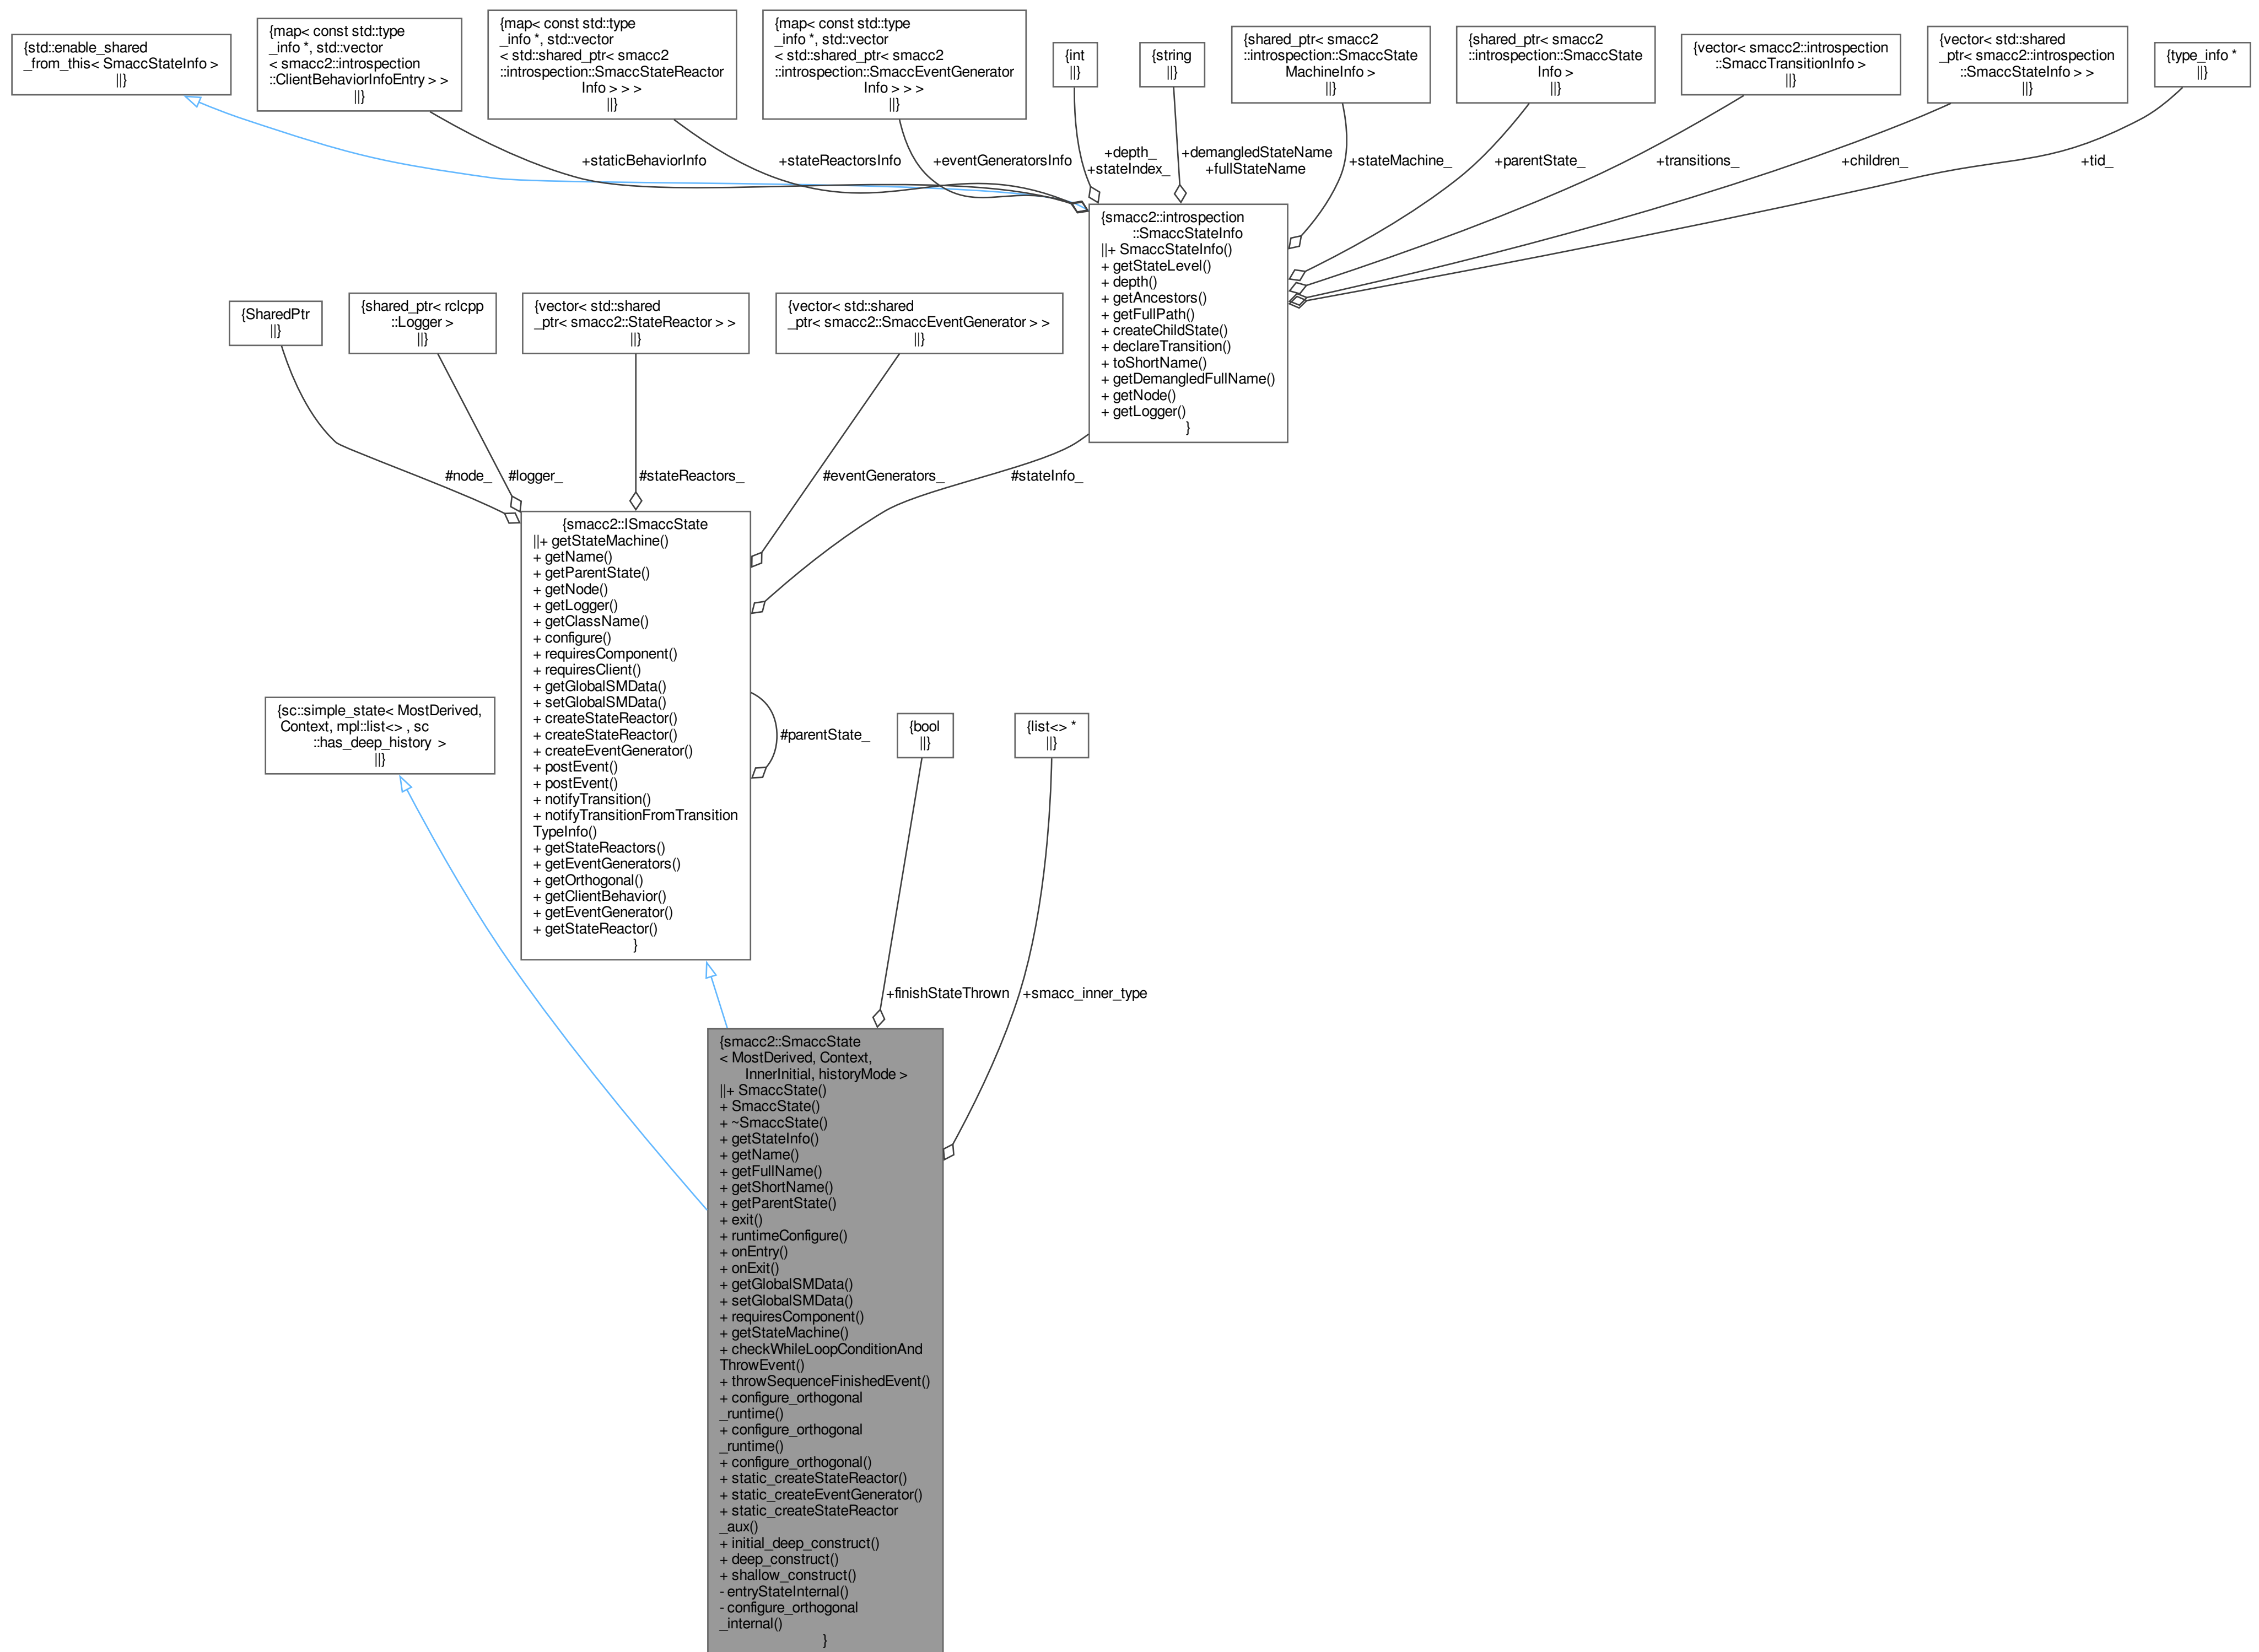 {std::enable_shared
_from_this< SmaccStateInfo >
||}
{map< const std::type
_info *, std::vector
< smacc2::introspection
::ClientBehaviorInfoEntry > >
||}
{map< const std::type
_info *, std::vector
< std::shared_ptr< smacc2
::introspection::SmaccStateReactor
Info > > >
||}
{map< const std::type
_info *, std::vector
< std::shared_ptr< smacc2
::introspection::SmaccEventGenerator
Info > > >
||}
{int
||}
{string
||}
{shared_ptr< smacc2
::introspection::SmaccState
MachineInfo >
||}
{shared_ptr< smacc2
::introspection::SmaccState
Info >
||}
{vector< smacc2::introspection
::SmaccTransitionInfo >
||}
{vector< std::shared
_ptr< smacc2::introspection
::SmaccStateInfo > >
||}
{type_info *
||}
+staticBehaviorInfo
+stateReactorsInfo
+eventGeneratorsInfo
+depth_
+stateIndex_
+demangledStateName
+fullStateName
+stateMachine_
+parentState_
+transitions_
+children_
+tid_
{smacc2::introspection
::SmaccStateInfo
||+ SmaccStateInfo()
+ getStateLevel()
+ depth()
+ getAncestors()
+ getFullPath()
+ createChildState()
+ declareTransition()
+ toShortName()
+ getDemangledFullName()
+ getNode()
+ getLogger()
}
{SharedPtr
||}
{shared_ptr< rclcpp
::Logger >
||}
{vector< std::shared
_ptr< smacc2::StateReactor > >
||}
{vector< std::shared
_ptr< smacc2::SmaccEventGenerator > >
||}
#node_
#logger_
#stateReactors_
#eventGenerators_
#stateInfo_
{smacc2::ISmaccState
||+ getStateMachine()
+ getName()
+ getParentState()
+ getNode()
+ getLogger()
+ getClassName()
+ configure()
+ requiresComponent()
+ requiresClient()
+ getGlobalSMData()
+ setGlobalSMData()
+ createStateReactor()
+ createStateReactor()
+ createEventGenerator()
+ postEvent()
+ postEvent()
+ notifyTransition()
+ notifyTransitionFromTransition
TypeInfo()
+ getStateReactors()
+ getEventGenerators()
+ getOrthogonal()
+ getClientBehavior()
+ getEventGenerator()
+ getStateReactor()
}
#parentState_
{sc::simple_state< MostDerived,
Context, mpl::list<> , sc
::has_deep_history >
||}
{bool
||}
{list<> *
||}
+finishStateThrown
+smacc_inner_type
{smacc2::SmaccState
< MostDerived, Context,
InnerInitial, historyMode >
||+ SmaccState()
+ SmaccState()
+ ~SmaccState()
+ getStateInfo()
+ getName()
+ getFullName()
+ getShortName()
+ getParentState()
+ exit()
+ runtimeConfigure()
+ onEntry()
+ onExit()
+ getGlobalSMData()
+ setGlobalSMData()
+ requiresComponent()
+ getStateMachine()
+ checkWhileLoopConditionAnd
ThrowEvent()
+ throwSequenceFinishedEvent()
+ configure_orthogonal
_runtime()
+ configure_orthogonal
_runtime()
+ configure_orthogonal()
+ static_createStateReactor()
+ static_createEventGenerator()
+ static_createStateReactor
_aux()
+ initial_deep_construct()
+ deep_construct()
+ shallow_construct()
- entryStateInternal()
- configure_orthogonal
_internal()
}